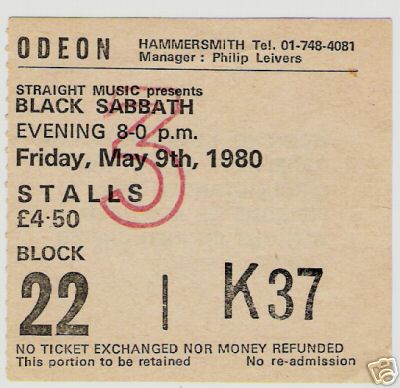 ODEON HAMMERSMITH Tel. 01-748-4081
Manager : Philip Leivers
STRAIGHT MUSIC presents
BLACK SABBATH
EVENING 8-0 p.m.
Friday, May 9th, 1980
3
STALLS
£4·50
BLOCK
22 | K37
NO TICKET EXCHANGED NOR MONEY REFUNDED
This portion to be retained No re-admission